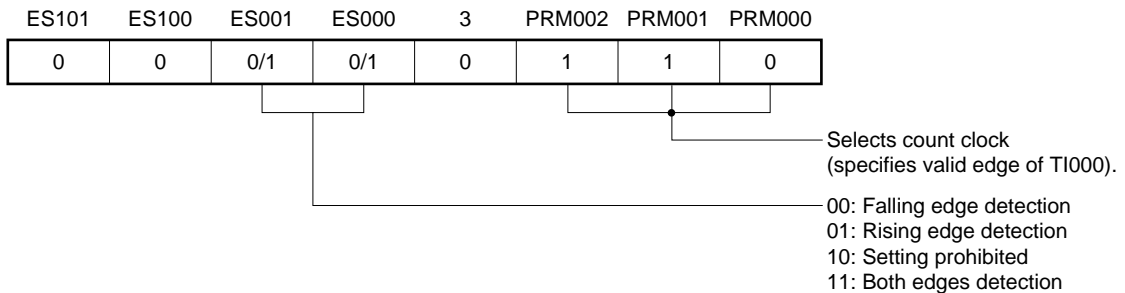 ES101 ES100 ES001 ES000 3 PRM002 PRM001 PRM000
0 0 0/1 0/1 0 1 1 0
Selects count clock
(specifies valid edge of TI000).
00: Falling edge detection
01: Rising edge detection
10: Setting prohibited
11: Both edges detection